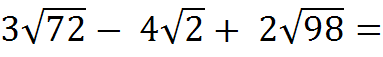 3√72 − 4√2 + 2√98 =